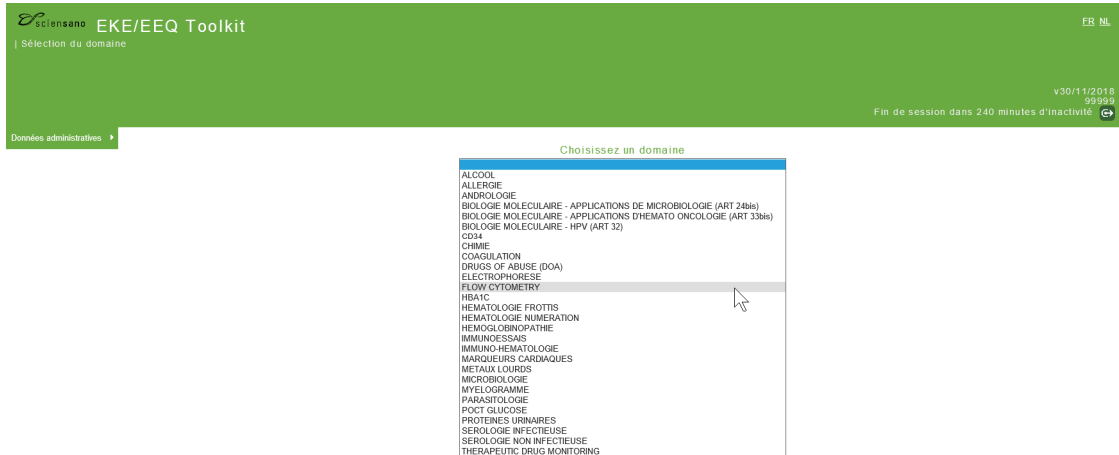 sciensano EKE/EEQ Toolkit
FR NL
| Sélection du domaine
v30/11/2018
99999
Fin de session dans 240 minutes d'inactivité
Données administratives
Choisissez un domaine
ALCOOL
ALLERGIE
ANDROLOGIE
BIOLOGIE MOLECULAIRE - APPLICATIONS DE MICROBIOLOGIE (ART 24bis)
BIOLOGIE MOLECULAIRE - APPLICATIONS D'HEMATO ONCOLOGIE (ART 33bis)
BIOLOGIE MOLECULAIRE - HPV (ART 32)
CD34
CHIMIE
COAGULATION
DRUGS OF ABUSE (DOA)
ELECTROPHORESE
FLOW CYTOMETRY
HBA1C
HEMATOLOGIE FROTTIS
HEMATOLOGIE NUMERATION
HEMOGLOBINOPATHIE
IMMUNOESSAIS
IMMUNO-HEMATOLOGIE
MARQUEURS CARDIAQUES
METAUX LOURDS
MICROBIOLOGIE
MYELOGRAMME
PARASITOLOGIE
POCT GLUCOSE
PROTEINES URINAIRES
SEROLOGIE INFECTIEUSE
SEROLOGIE NON INFECTIEUSE
THERAPEUTIC DRUG MONITORING